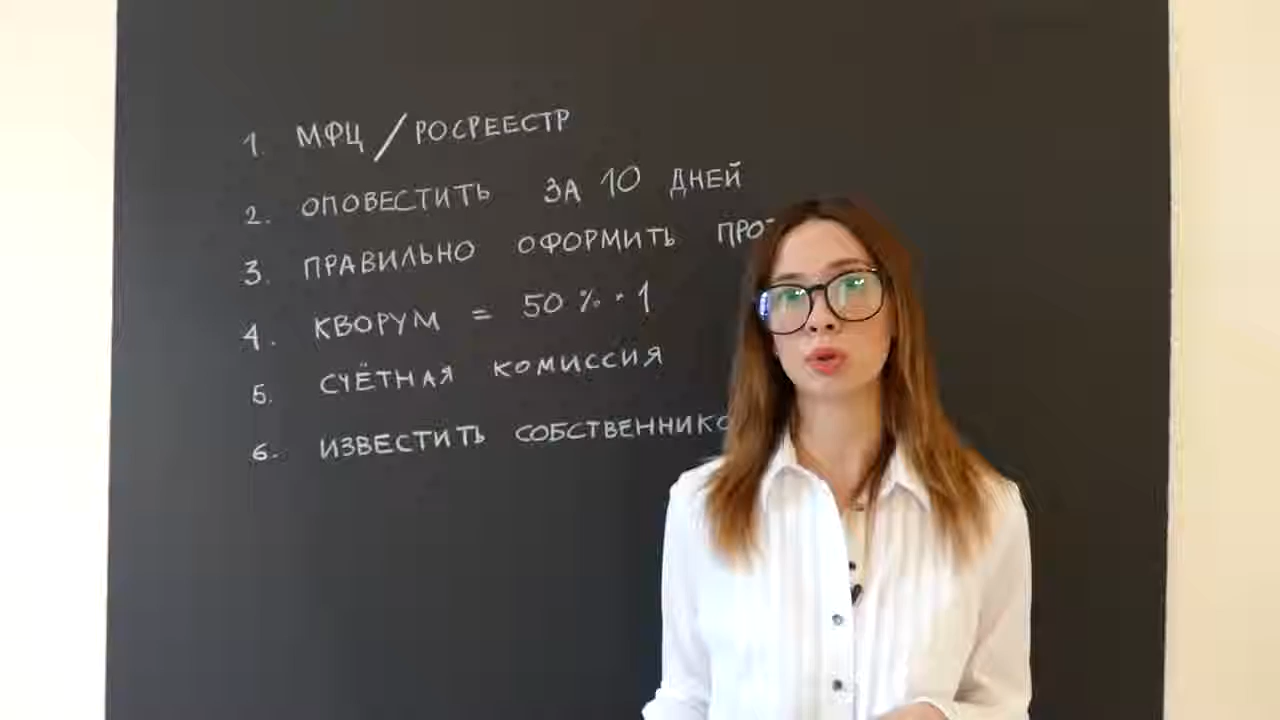 1. МФЦ / РОСРЕЕСТР
2. ОПОВЕСТИТЬ ЗА 10 ДНЕЙ
3. ПРАВИЛЬНО ОФОРМИТЬ
4. КВОРУМ = 50 % + 1
5. СЧЁТНАЯ КОМИССИЯ
6. ИЗВЕСТИТЬ